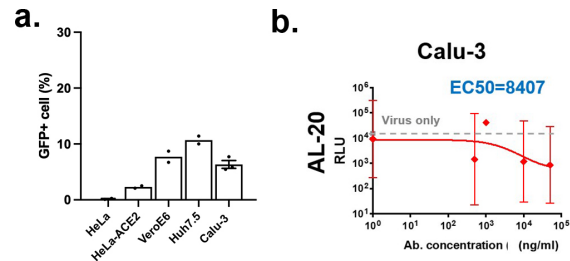 a.
GFP+ cell (%)
30
20
10
0
HeLa
HeLa-ACE2
VeroE6
Huh7.5
Calu-3
b.
Calu-3
EC50=8407
AL-20
RLU
10⁶
10⁵
10⁴
10³
10²
10¹
Virus only
10⁰ 10¹ 10² 10³ 10⁴ 10⁵
Ab. concentration ( (ng/ml)